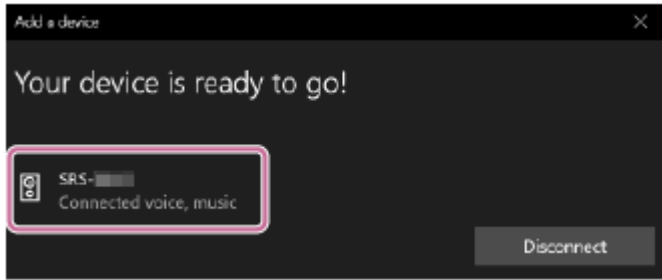 Add a device
Your device is ready to go!
SRS-
Connected voice, music
Disconnect